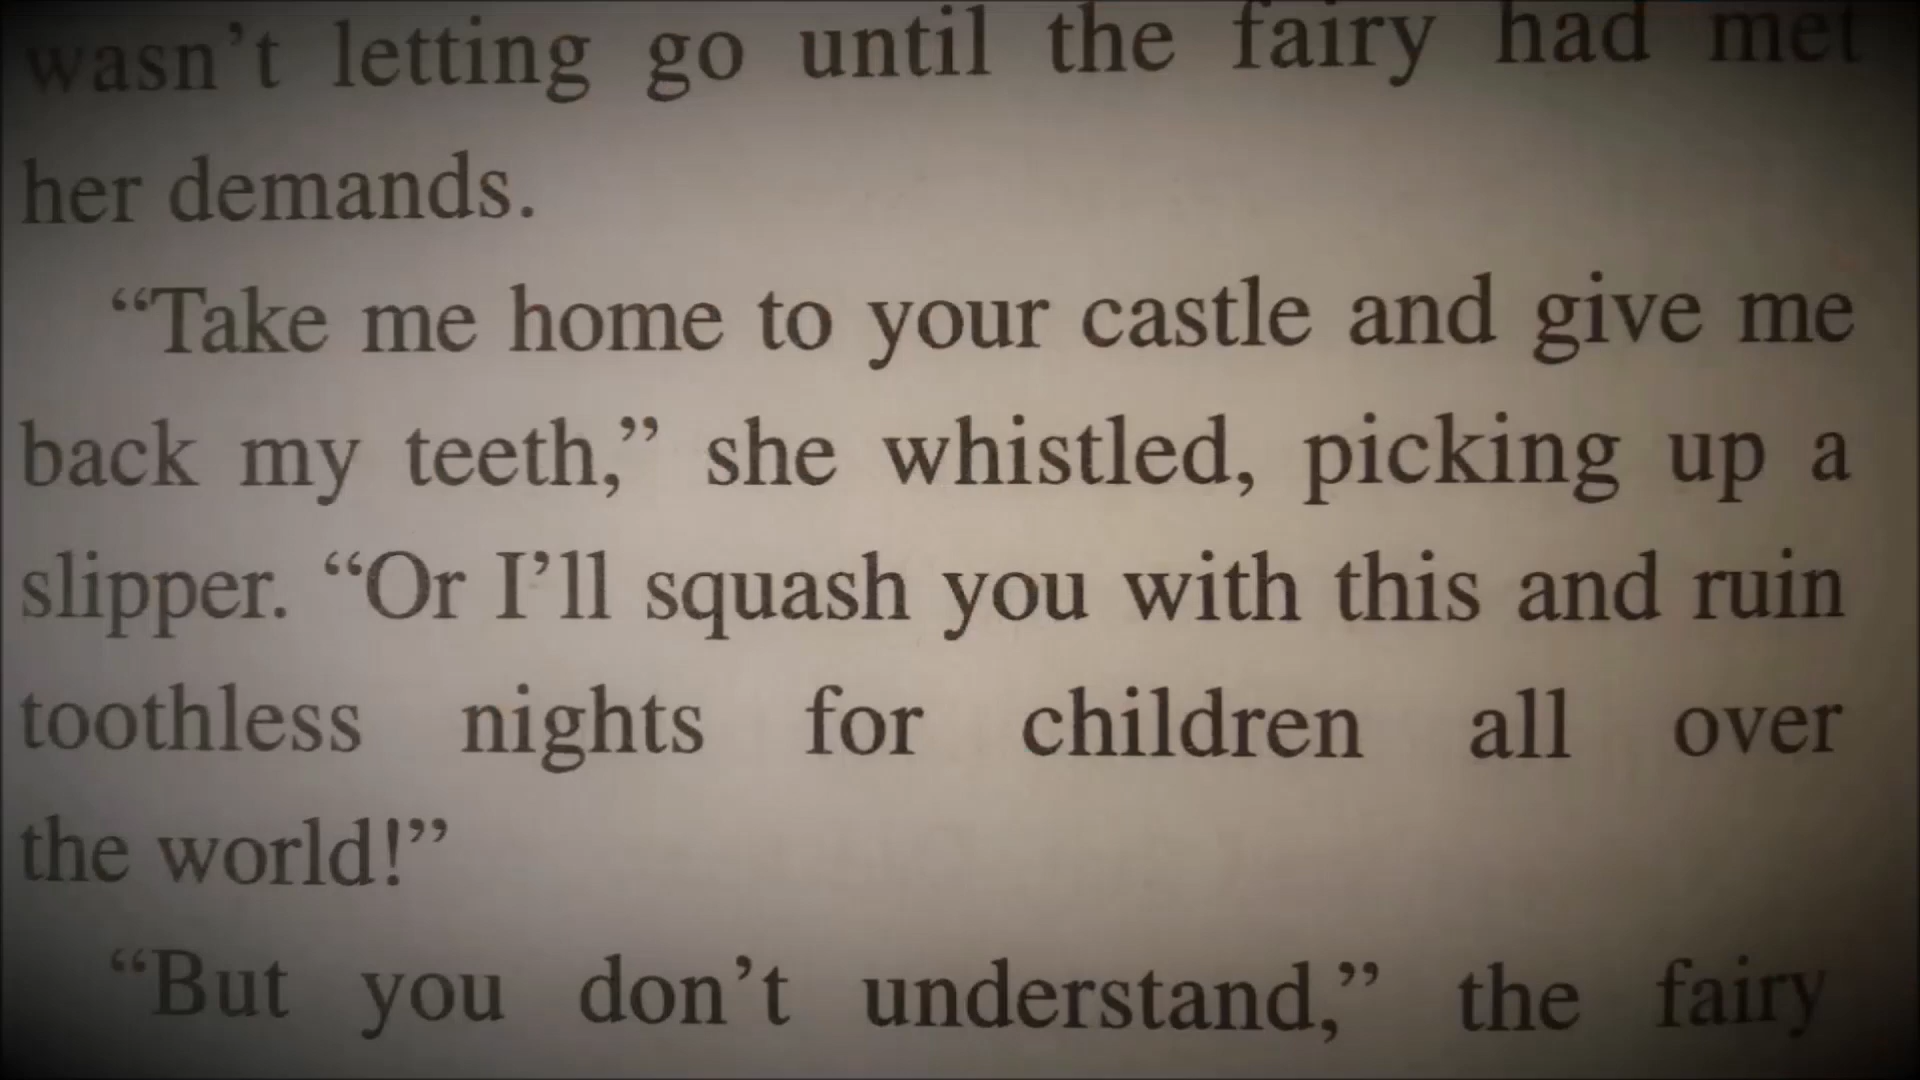 wasn’t letting go until the fairy had met
her demands.
“Take me home to your castle and give me
back my teeth,” she whistled, picking up a
slipper. “Or I’ll squash you with this and ruin
toothless nights for children all over
the world!”
“But you don’t understand,” the fairy